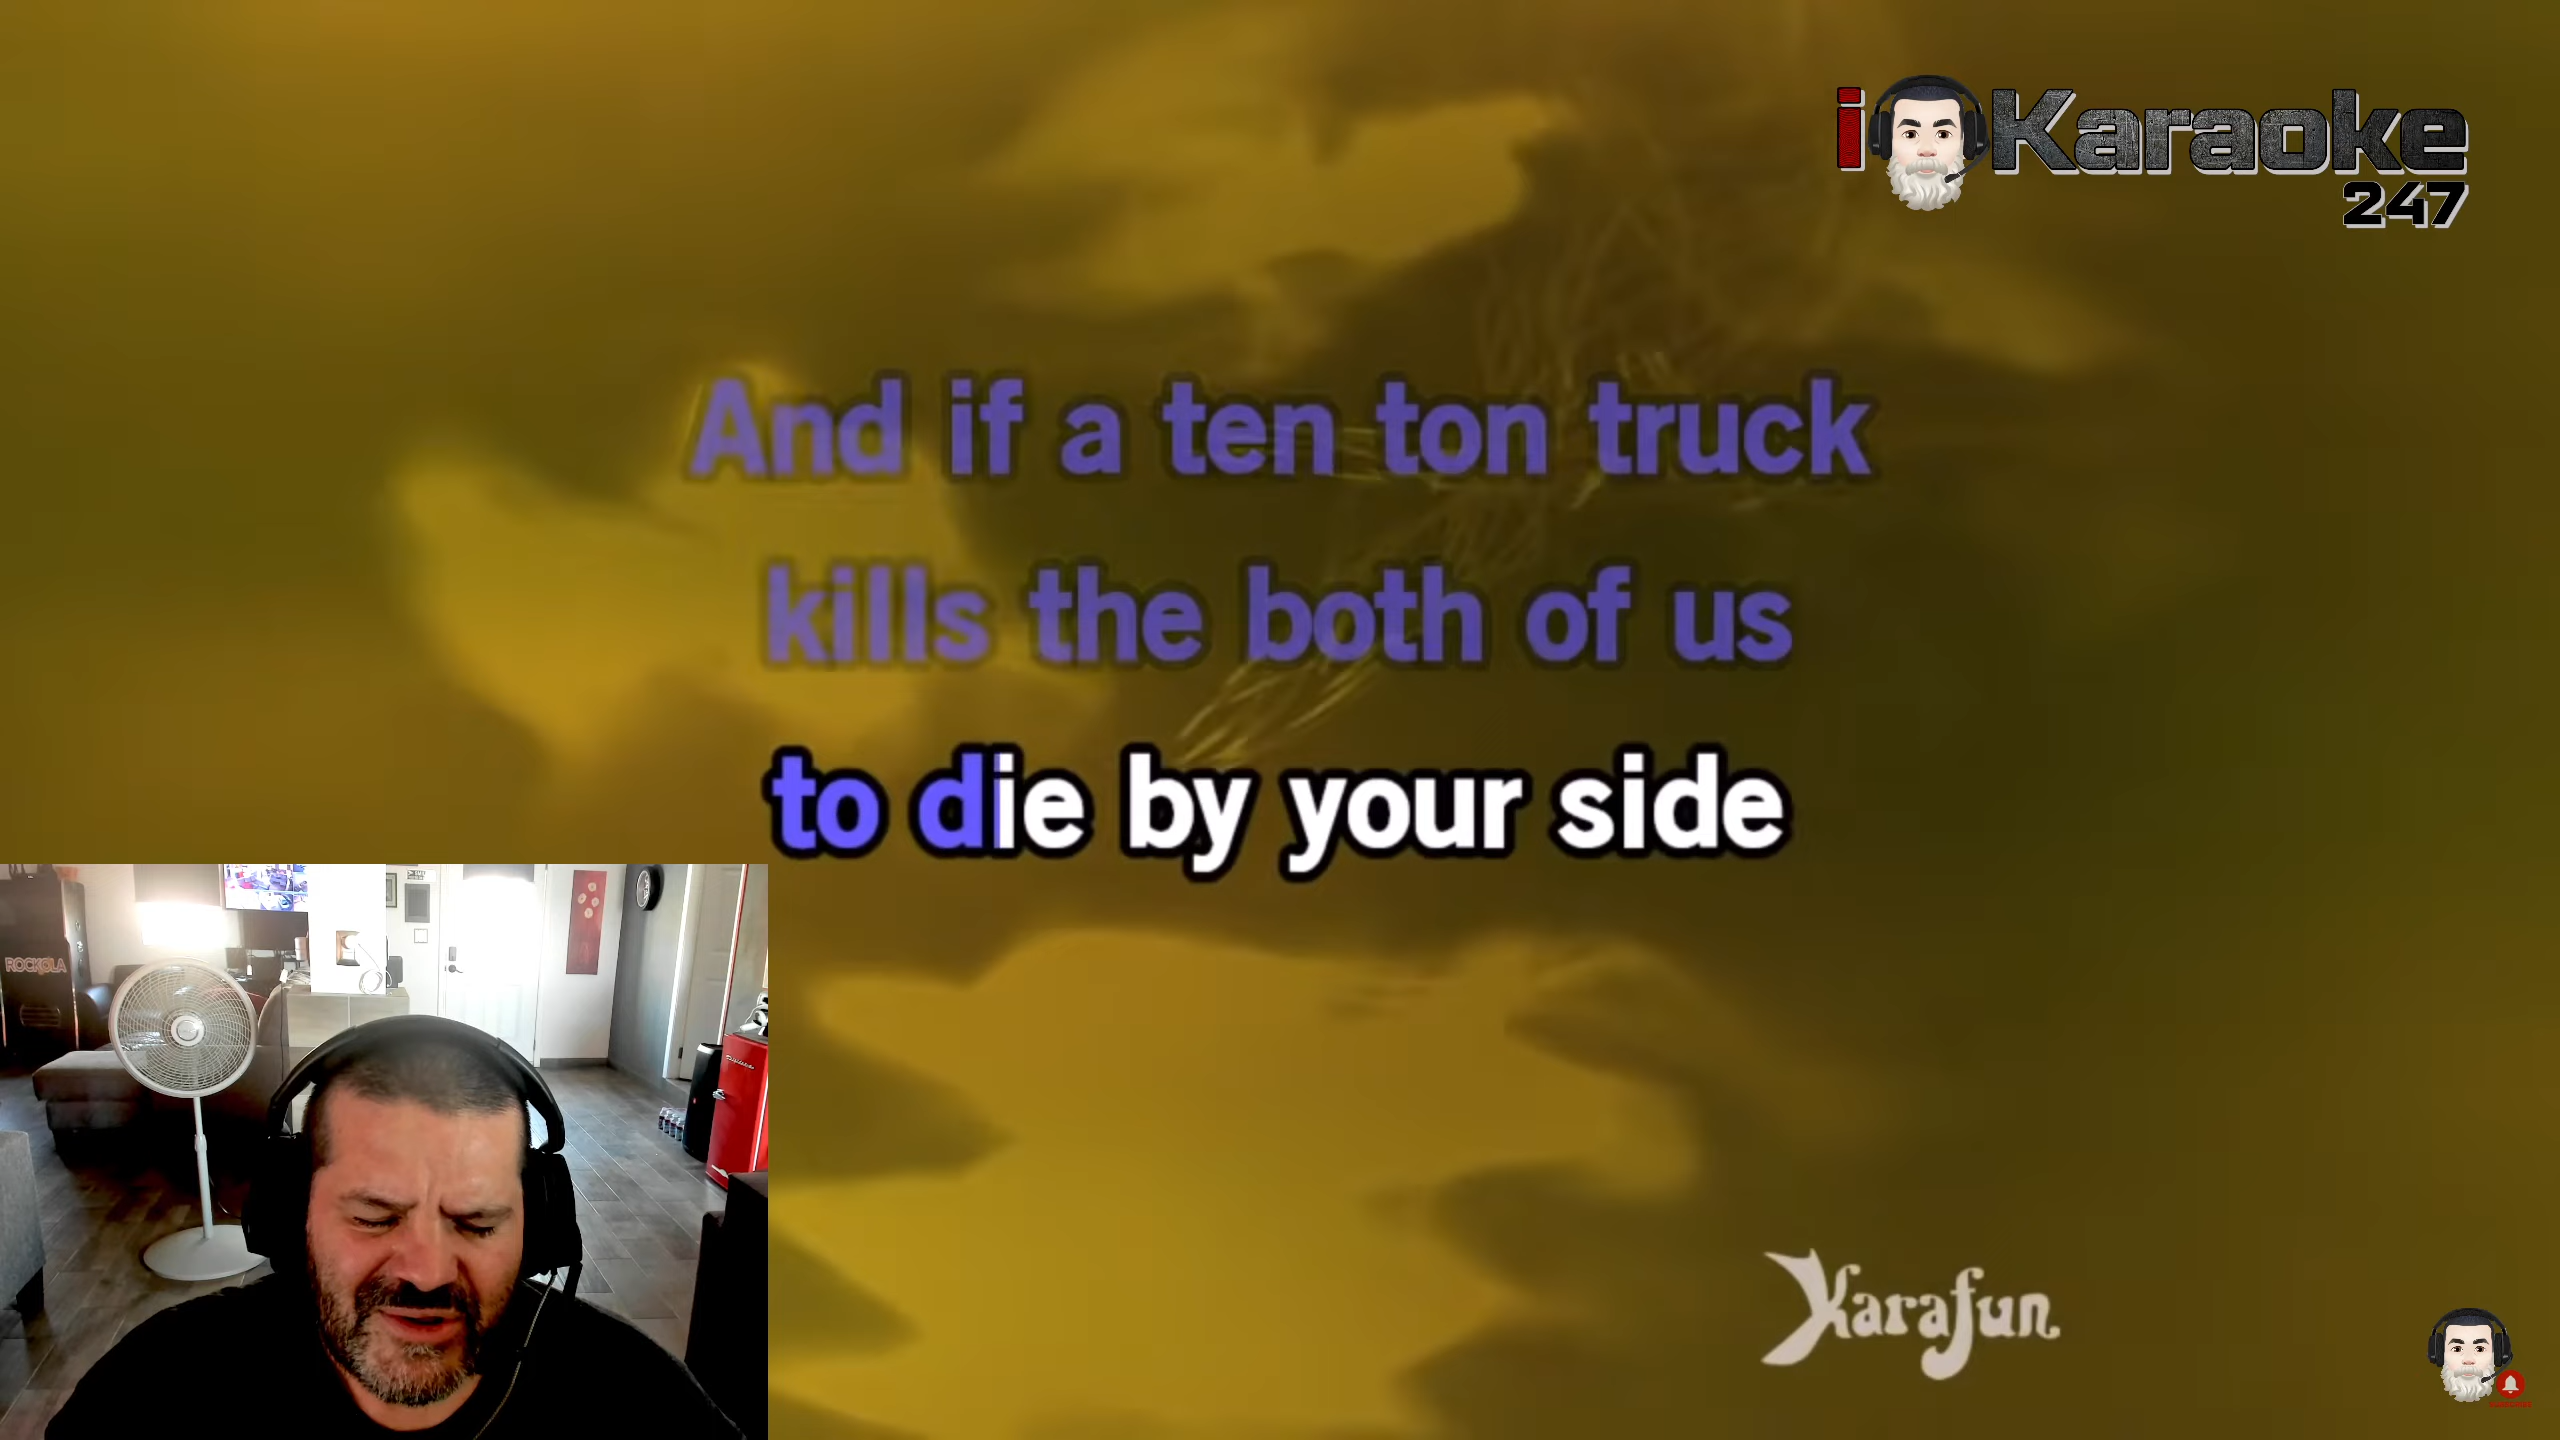 iKaraoke
247
And if a ten ton truck
kills the both of us
to die by your side
ROCKOLA
Karafun